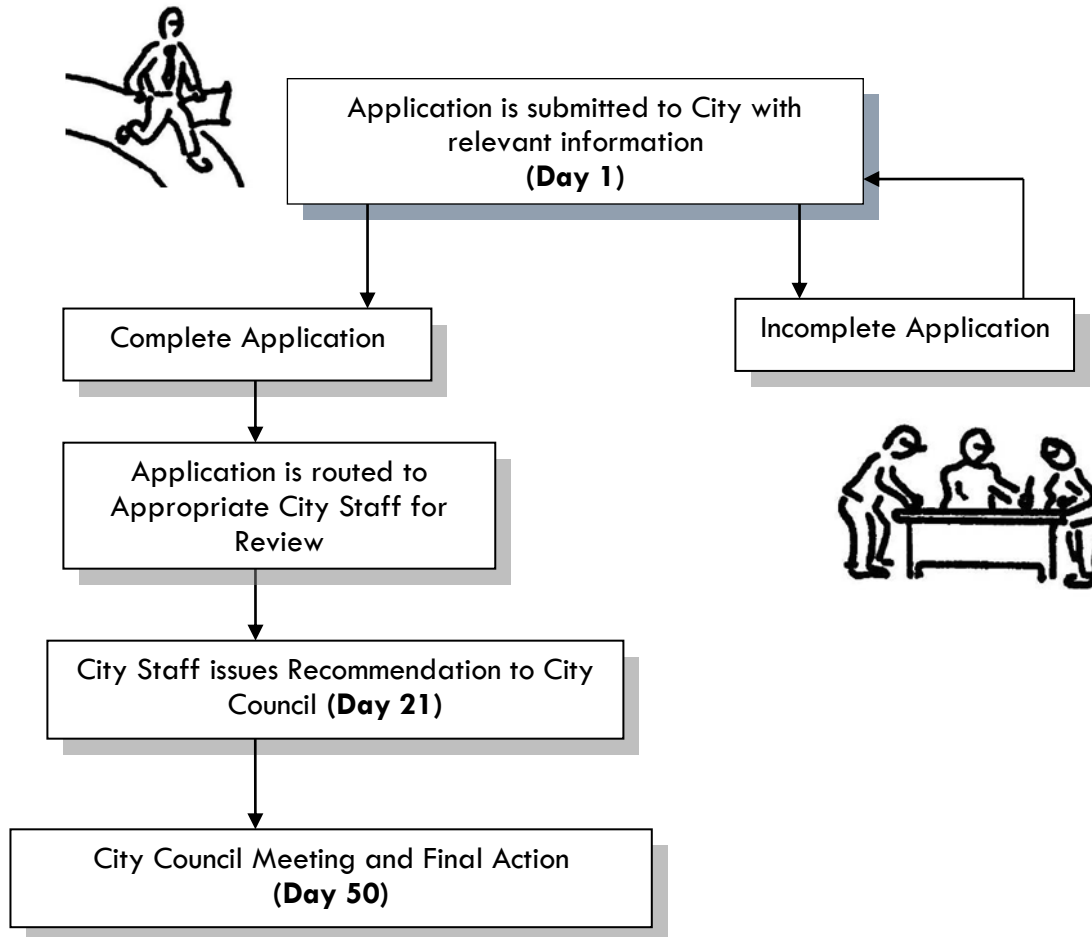 Application is submitted to City with
relevant information
(Day 1)
Complete Application
Incomplete Application
Application is routed to
Appropriate City Staff for
Review
City Staff issues Recommendation to City
Council (Day 21)
City Council Meeting and Final Action
(Day 50)